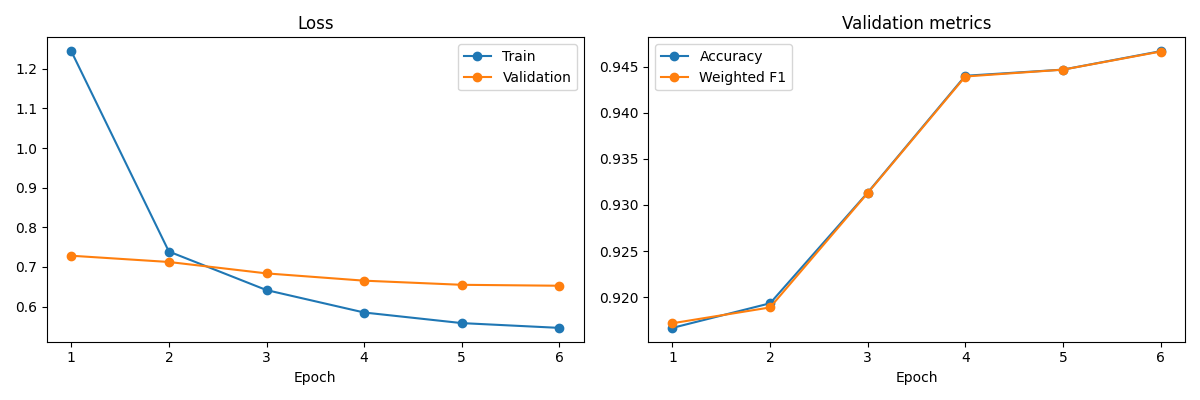 Loss
Train
Validation
1.2
1.1
1.0
0.9
0.8
0.7
0.6
1 2 3 4 5 6
Epoch
Validation metrics
Accuracy
Weighted F1
0.945
0.940
0.935
0.930
0.925
0.920
1 2 3 4 5 6
Epoch